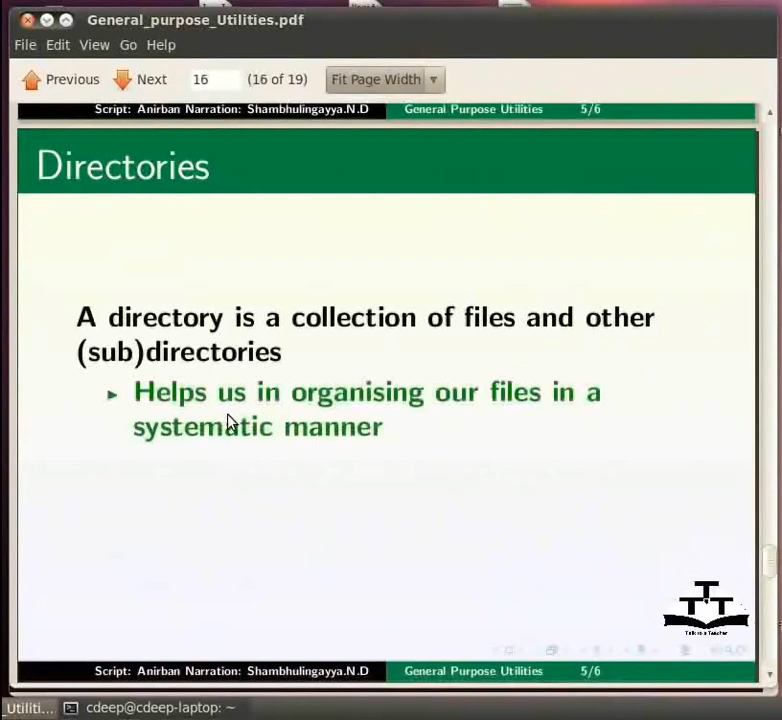 General_purpose_Utilities.pdf
File Edit View Go Help
Previous Next 16 (16 of 19) Fit Page Width
Script: Anirban Narration: Shambhulingayya.N.D General Purpose Utilities 5/6
Directories
A directory is a collection of files and other
(sub)directories
Helps us in organising our files in a
systematic manner
T
T T
Talk to a Teacher
Script: Anirban Narration: Shambhulingayya.N.D General Purpose Utilities 5/6
Utiliti... cdeep@cdeep-laptop: ~